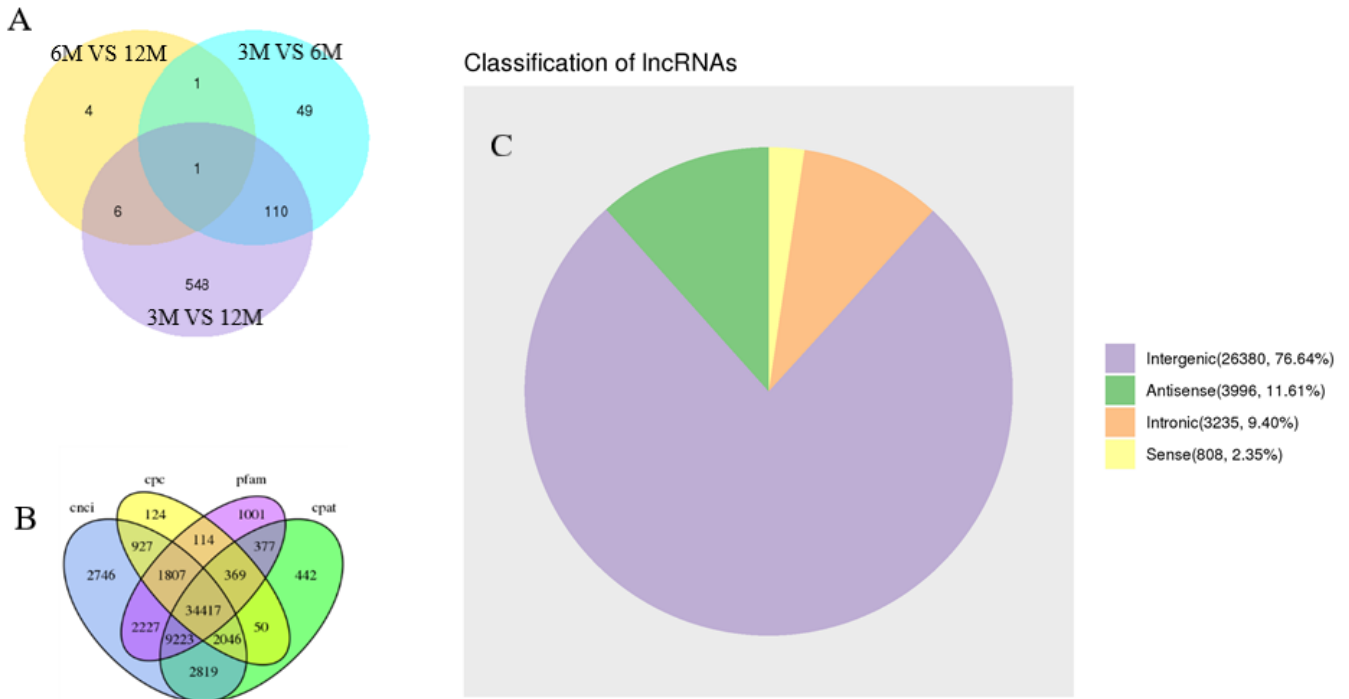 A
6M VS 12M
3M VS 6M
1
4
49
1
6
110
548
3M VS 12M
B
cnci
cpc
pfam
cpat
124
1001
927
114
377
2746
1807
369
442
34417
2227
9223
2046
50
2819
Classification of lncRNAs
C
Intergenic(26380, 76.64%)
Antisense(3996, 11.61%)
Intronic(3235, 9.40%)
Sense(808, 2.35%)